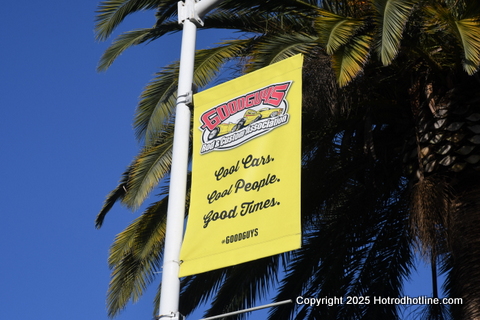 GOODGUYS
Rod & Custom Association
Cool Cars.
Cool People.
Good Times.
#GOODGUYS
Copyright 2025 Hotrodhotline.com